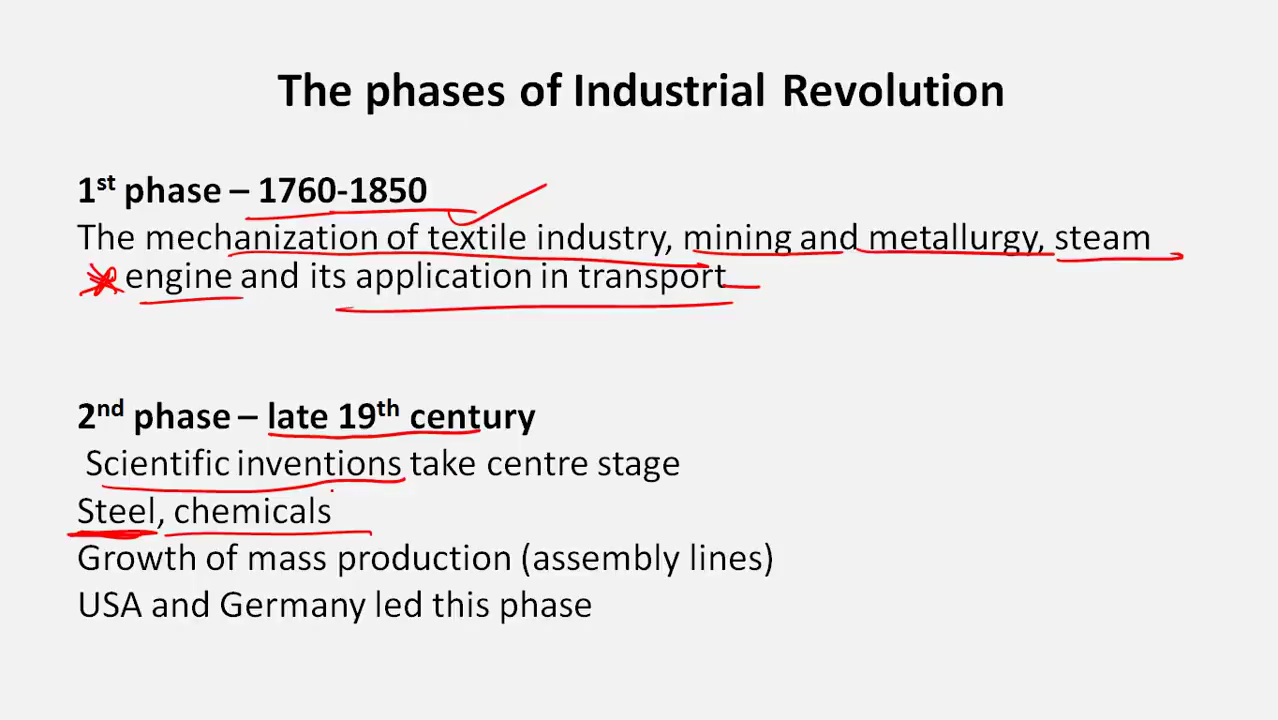 The phases of Industrial Revolution
1st phase – 1760-1850
The mechanization of textile industry, mining and metallurgy, steam
engine and its application in transport
2nd phase – late 19th century
Scientific inventions take centre stage
Steel, chemicals
Growth of mass production (assembly lines)
USA and Germany led this phase